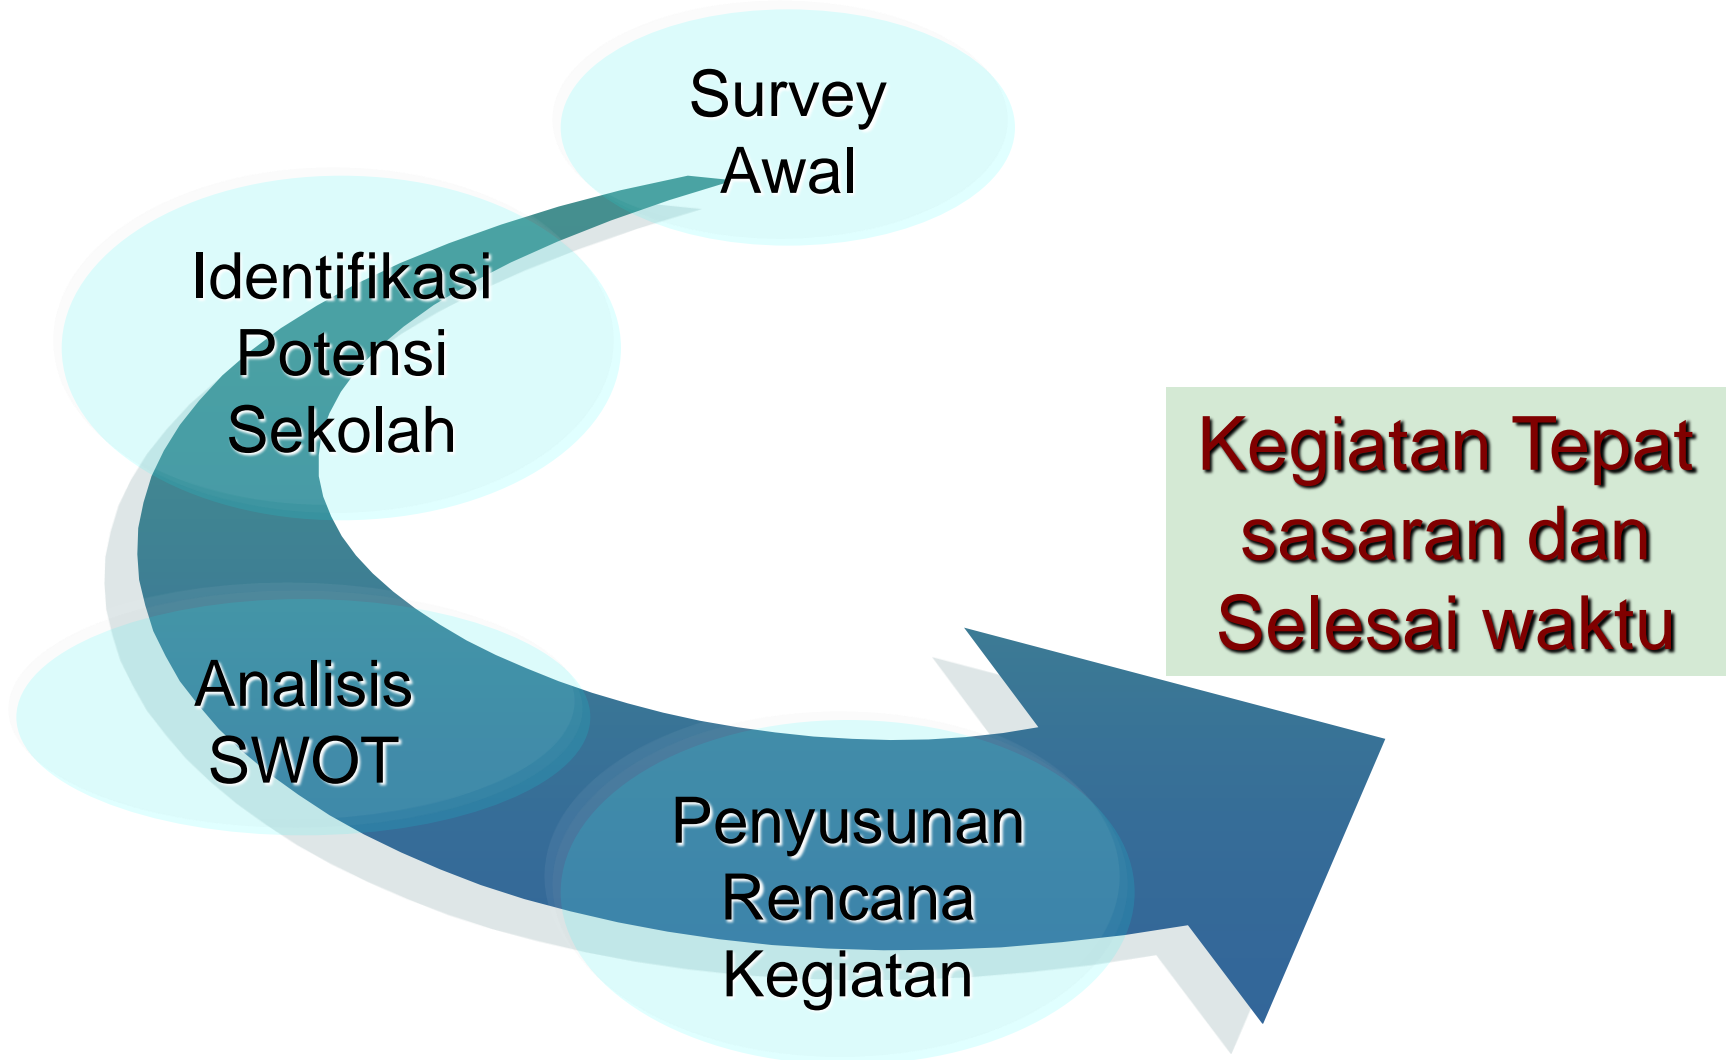 Survey
Awal
Identifikasi
Potensi
Sekolah
Analisis
SWOT
Penyusunan
Rencana
Kegiatan
Kegiatan Tepat
sasaran dan
Selesai waktu